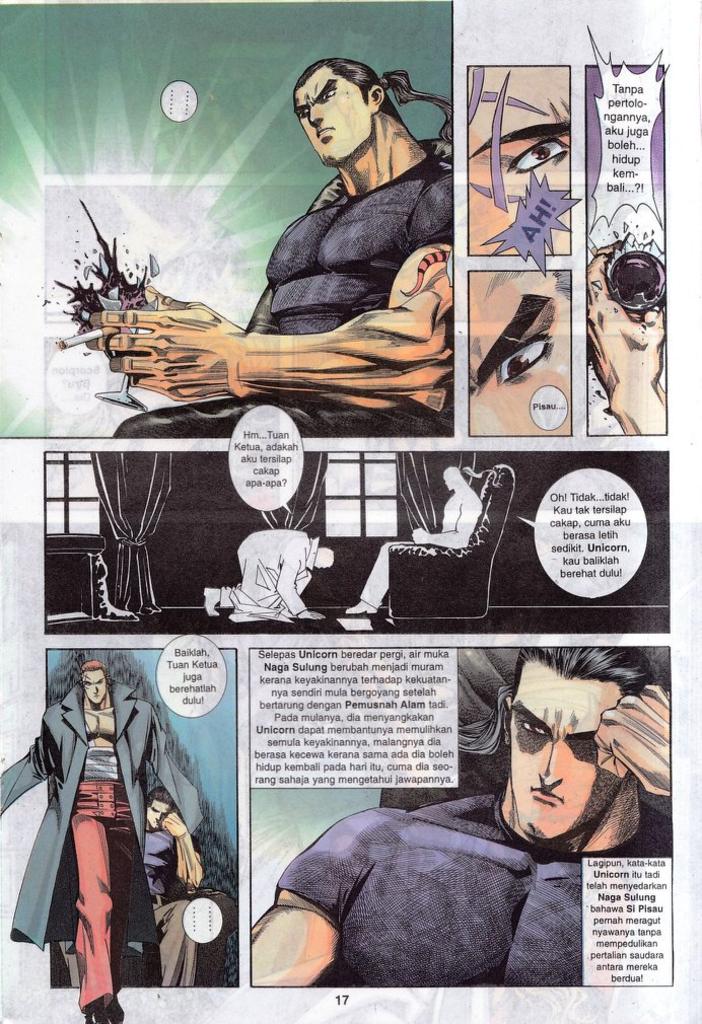 Tanpa
pertolo-
ngannya,
aku juga
boleh...
hidup
kem-
bali...?!
AH!
Pisau....
Hm...Tuan
Ketua, adakah
aku tersilap
cakap
apa-apa?
Oh! Tidak...tidak!
Kau tak tersilap
cakap, cuma aku
berasa letih
sedikit. Unicorn,
kau baliklah
berehat dulu!
Baiklah,
Tuan Ketua
juga
berehatlah
dulu!
Selepas Unicorn beredar pergi, air muka
Naga Sulung berubah menjadi muram
kerana keyakinannya terhadap kekuatan-
nya sendiri mula bergoyang setelah
bertarung dengan Pemusnah Alam tadi.
Pada mulanya, dia menyangkakan
Unicorn dapat membantunya memulihkan
semula keyakinannya, malangnya dia
berasa kecewa kerana sama ada dia boleh
hidup kembali pada hari itu, cuma dia seo-
rang sahaja yang mengetahui jawapannya.
Lagipun, kata-kata
Unicorn itu tadi
telah menyedarkan
Naga Sulung
bahawa Si Pisau
pernah meragut
nyawanya tanpa
mempedulikan
pertalian saudara
antara mereka
berdua!
17